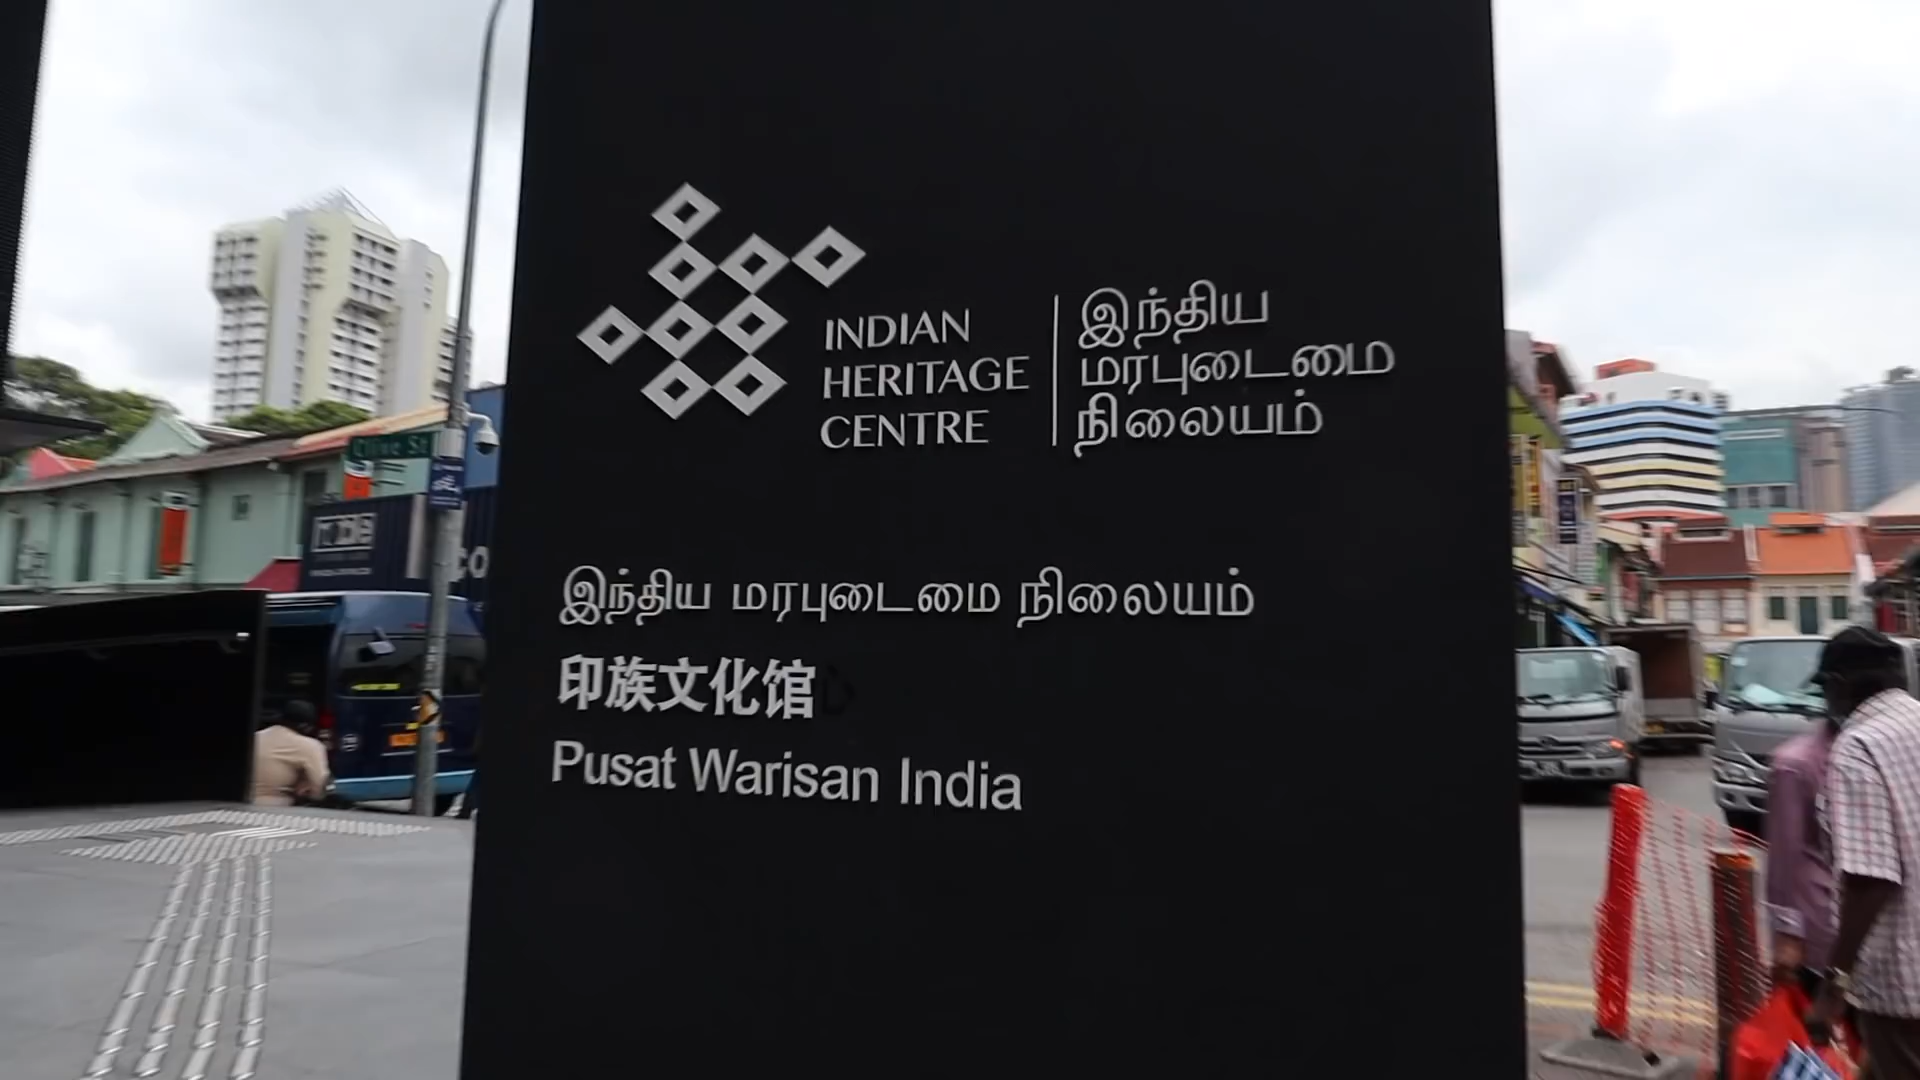 INDIAN
HERITAGE
CENTRE
இந்திய
மரபுடைமை
நிலையம்
இந்திய மரபுடைமை நிலையம்
印族文化馆
Pusat Warisan India